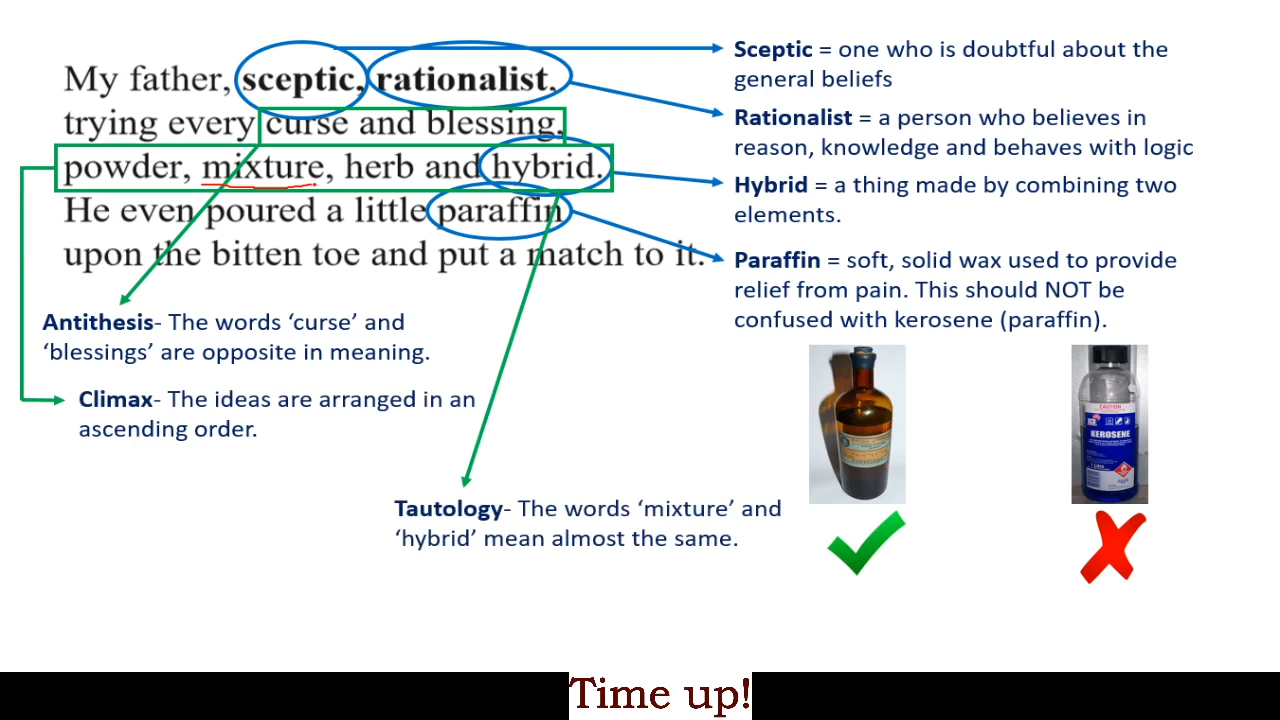 My father, sceptic, rationalist,
trying every curse and blessing,
powder, mixture, herb and hybrid.
He even poured a little paraffin
upon the bitten toe and put a match to it.
Sceptic = one who is doubtful about the
general beliefs
Rationalist = a person who believes in
reason, knowledge and behaves with logic
Hybrid = a thing made by combining two
elements.
Paraffin = soft, solid wax used to provide
relief from pain. This should NOT be
confused with kerosene (paraffin).
Antithesis- The words ‘curse’ and
‘blessings’ are opposite in meaning.
Climax- The ideas are arranged in an
ascending order.
Tautology- The words ‘mixture’ and
‘hybrid’ mean almost the same.
CAUTION
KEROSENE
Time up!